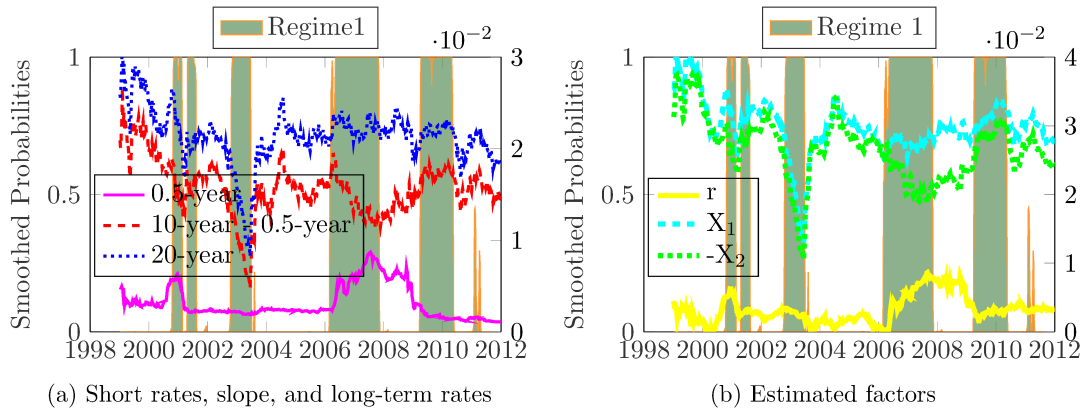 Regime1
·10⁻²
Smoothed Probabilities
1
0.5
0
3
2
1
0
0.5-year
10-year 0.5-year
20-year
1998 2000 2002 2004 2006 2008 2010 2012
(a) Short rates, slope, and long-term rates
Regime 1
·10⁻²
Smoothed Probabilities
1
0.5
0
4
3
2
1
0
r
X₁
-X₂
1998 2000 2002 2004 2006 2008 2010 2012
(b) Estimated factors